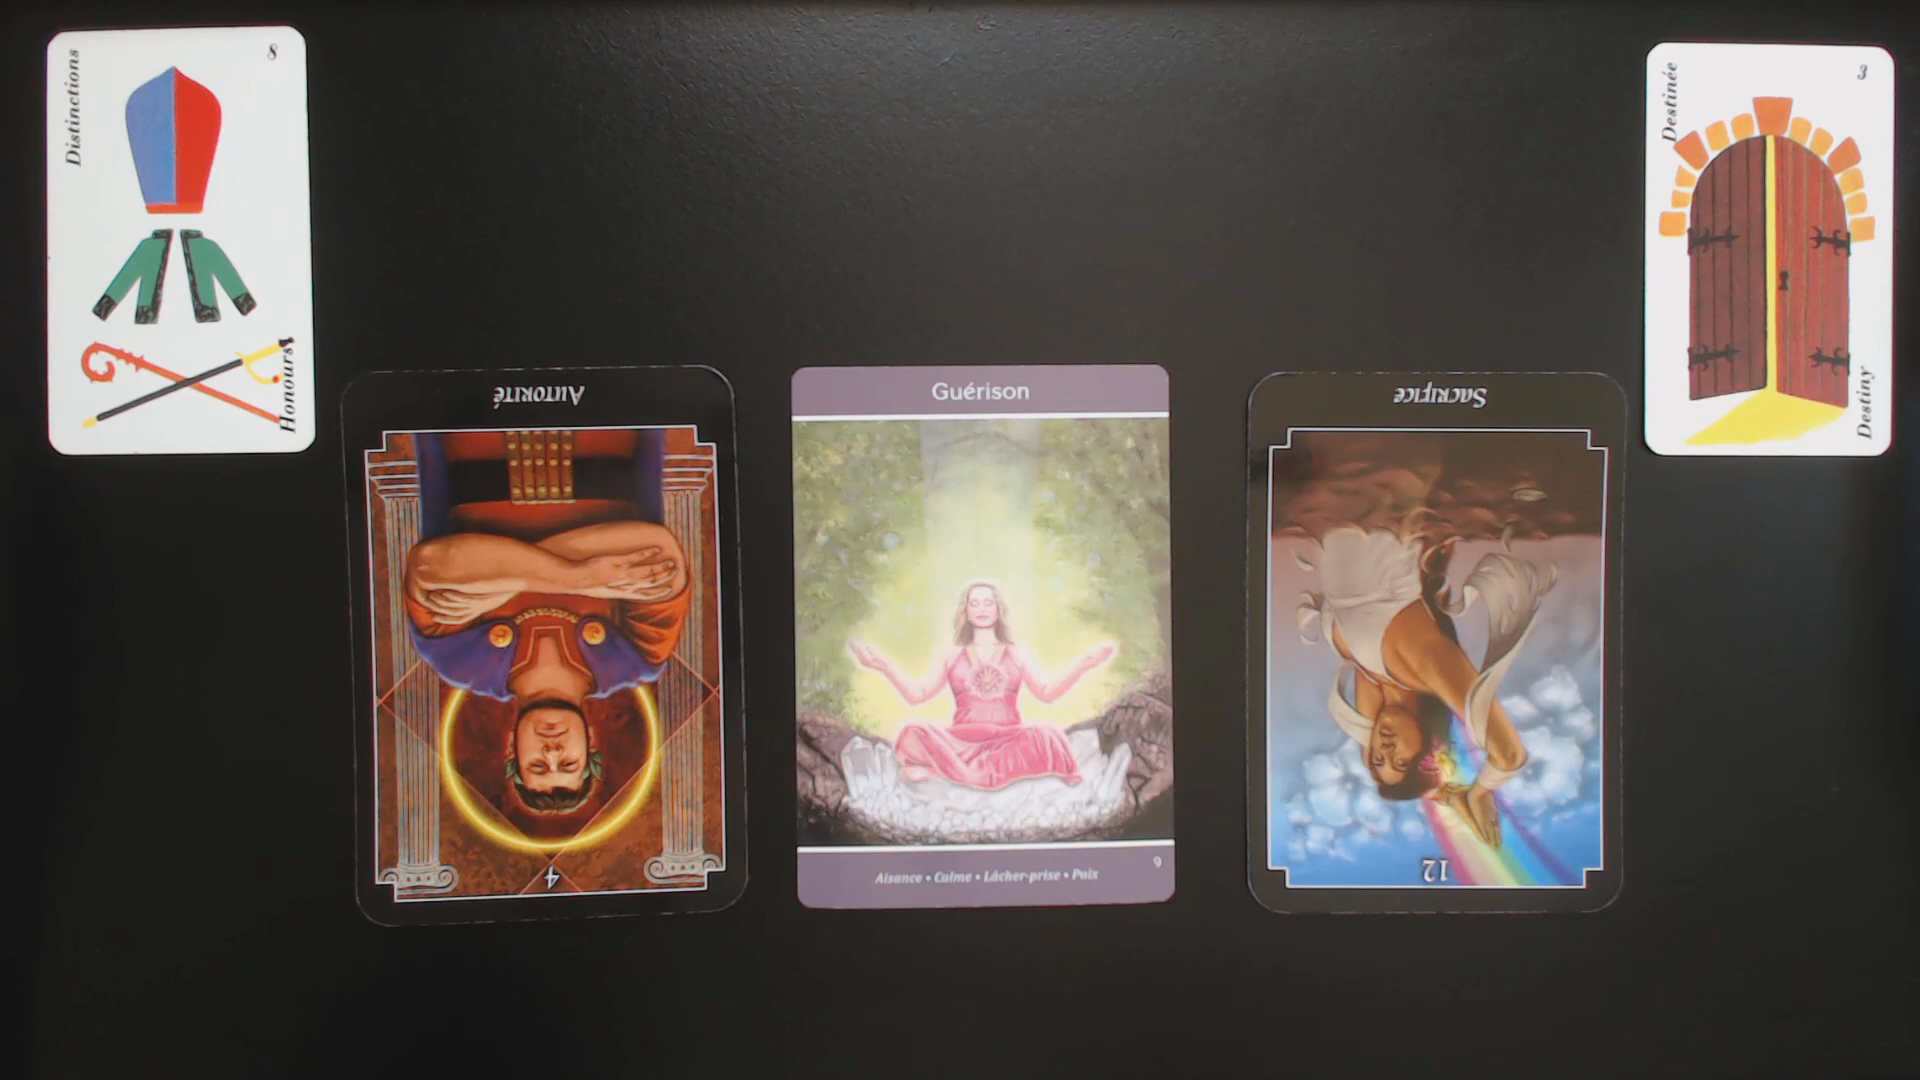 Distinctions
8
Honours
Destinée
3
Destiny
Autorité
4
Guérison
Aisance • Calme • Lâcher-prise • Paix
9
Sacrifice
12